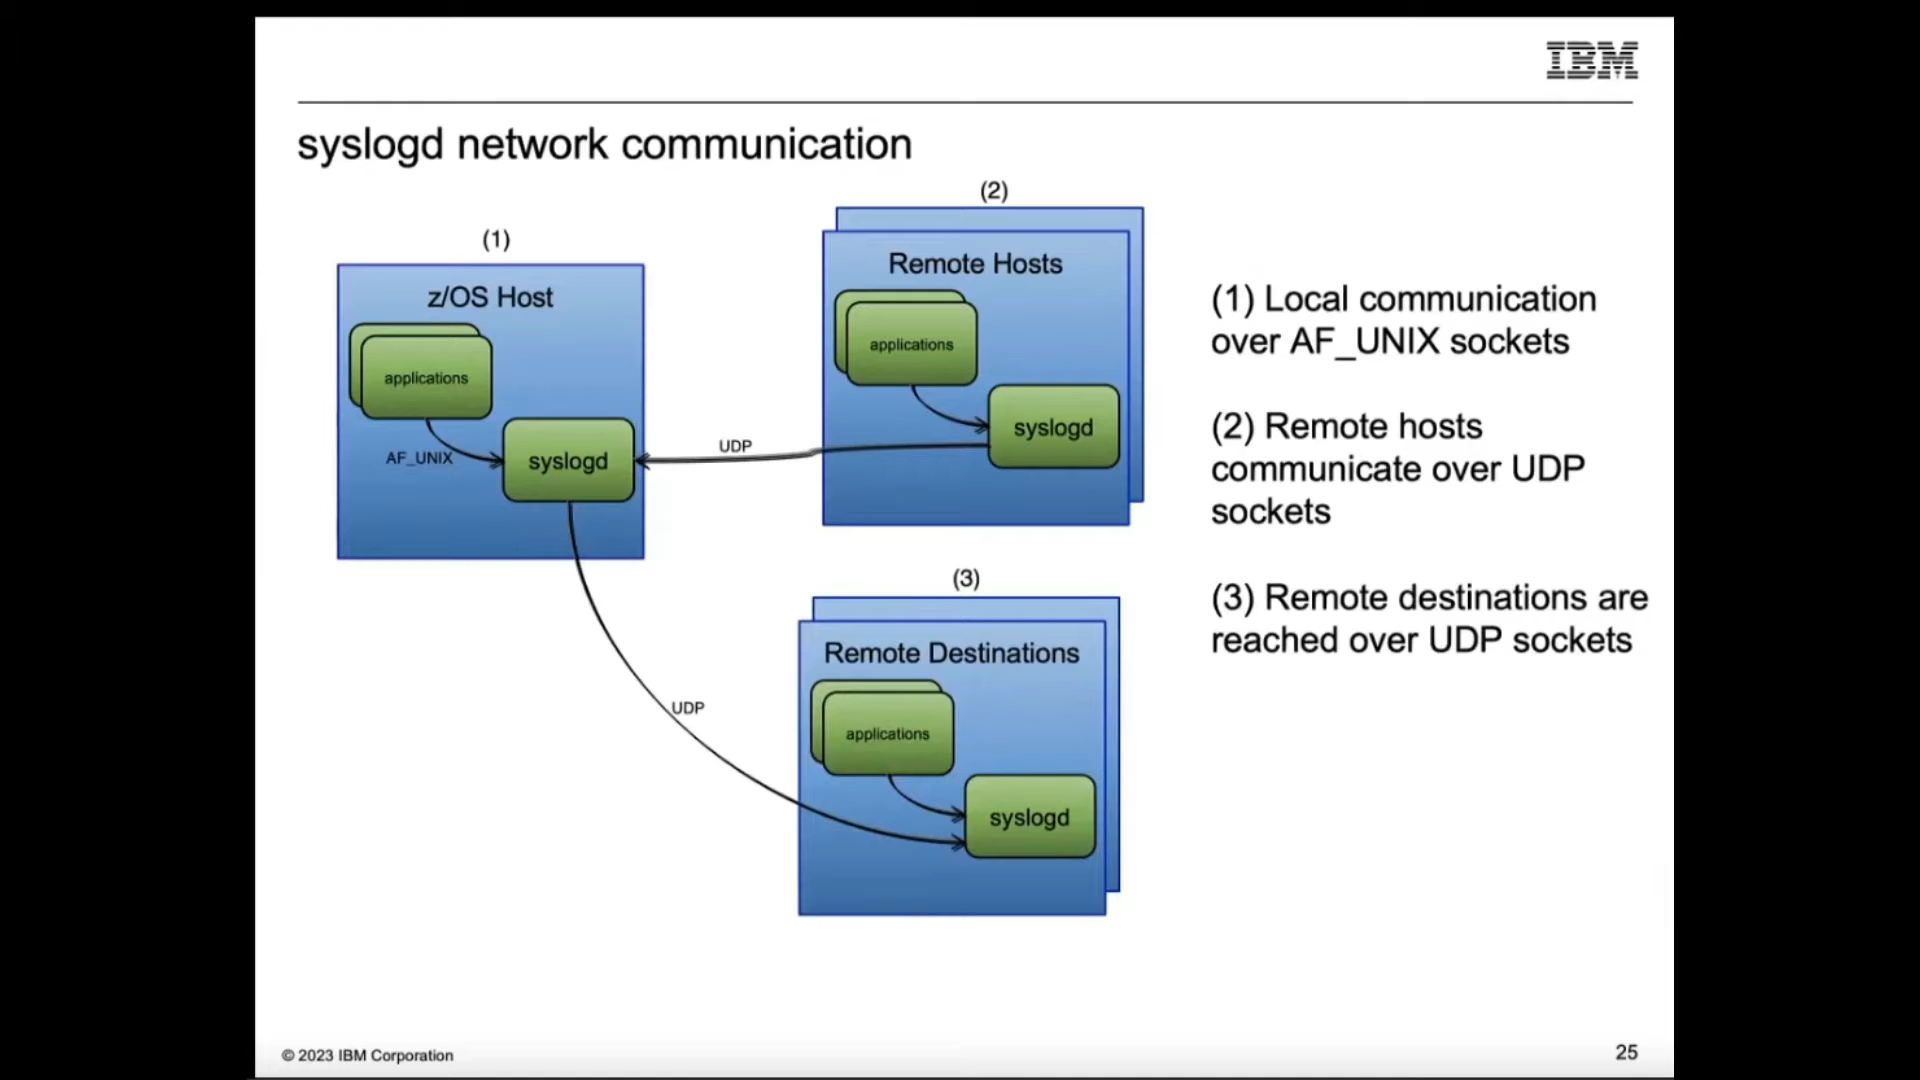 IBM
syslogd network communication
(1)
z/OS Host
applications
AF_UNIX
syslogd
UDP
(2)
Remote Hosts
applications
syslogd
UDP
(3)
Remote Destinations
applications
syslogd
(1) Local communication
over AF_UNIX sockets
(2) Remote hosts
communicate over UDP
sockets
(3) Remote destinations are
reached over UDP sockets
© 2023 IBM Corporation
25